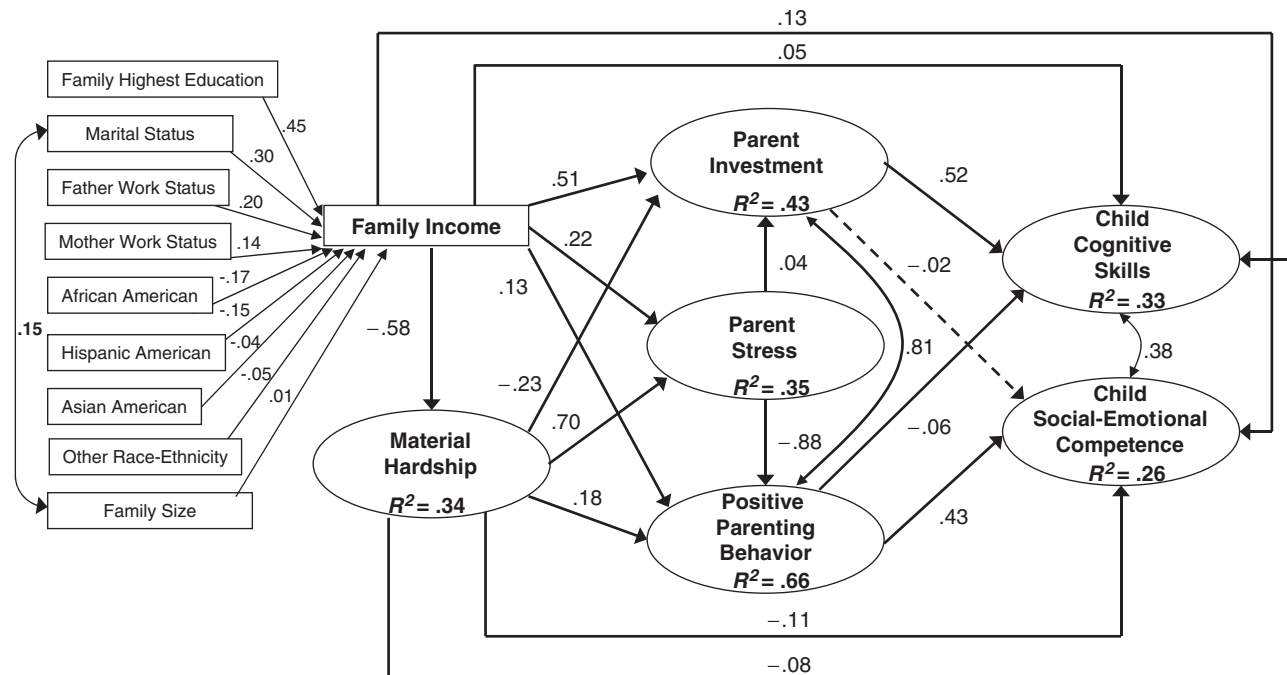 .13
.05
Family Highest Education
.45
Marital Status
.30
Father Work Status
.20
Mother Work Status
.14
African American
-.17
-.15
Hispanic American
-.04
Asian American
-.05
.01
Other Race-Ethnicity
Family Size
.15
Family Income
.51
.22
.13
−.58
−.23
.70
.18
Material
Hardship
R² = .34
Parent
Investment
R² = .43
.04
Parent
Stress
R² = .35
−.88
Positive
Parenting
Behavior
R² = .66
.81
.52
−.02
−.06
.43
Child
Cognitive
Skills
R² = .33
.38
Child
Social-Emotional
Competence
R² = .26
−.11
−.08